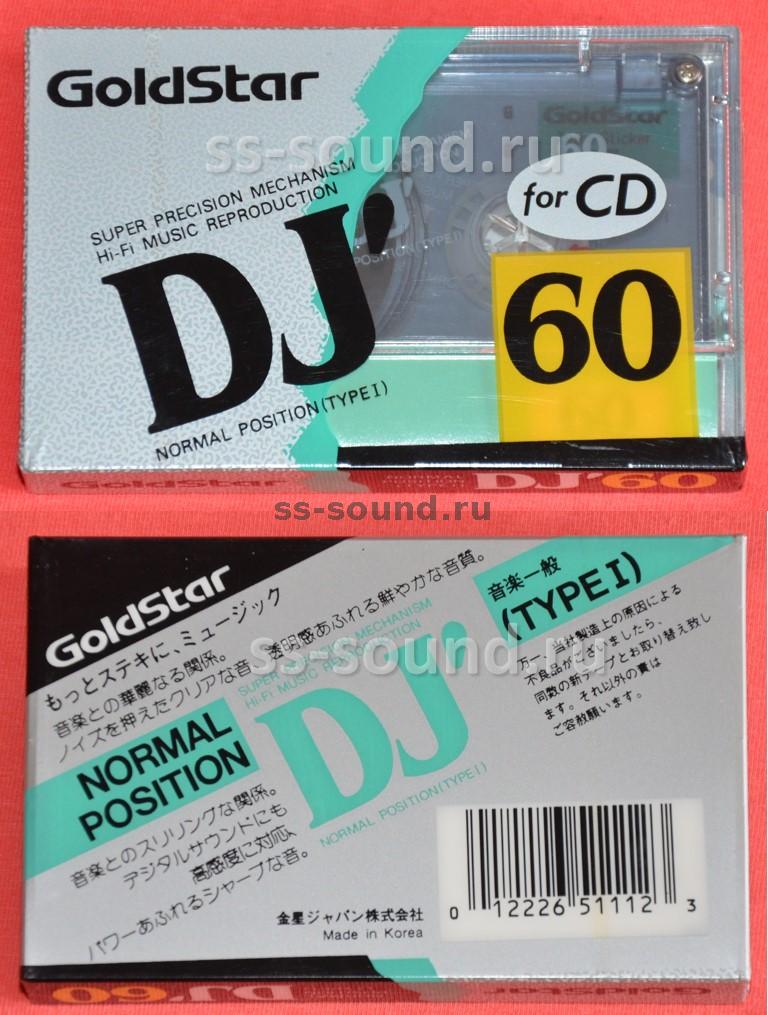 GoldStar
GoldStar
60
Sticker
ss-sound.ru
SUPER PRECISION MECHANISM
Hi-Fi MUSIC REPRODUCTION
for CD
DJ'
POSITION (TYPE I)
60
NORMAL POSITION (TYPE I)
GoldStar
DJ'60
ss-sound.ru
GoldStar
もっとステキに、ミュージック
音楽との華麗なる関係。
ノイズを押えたクリアな音、透明感あふれる鮮やかな音質。
音楽一般
(TYPE I)
万一、当社製造上の原因による
不良品がございましたら、
同数の新テープとお取り替え致し
ます。それ以外の責は
ご容赦願います。
ss-sound.ru
SUPER PRECISION MECHANISM
Hi-Fi MUSIC REPRODUCTION
DJ'
NORMAL POSITION (TYPE I)
NORMAL
POSITION
音楽とのスリリングな関係。
デジタルサウンドにも
高感度に対応、
パワーあふれるシャープな音。
金星ジャパン株式会社
Made in Korea
0 12226 51112 3
DJ'60
GoldStar